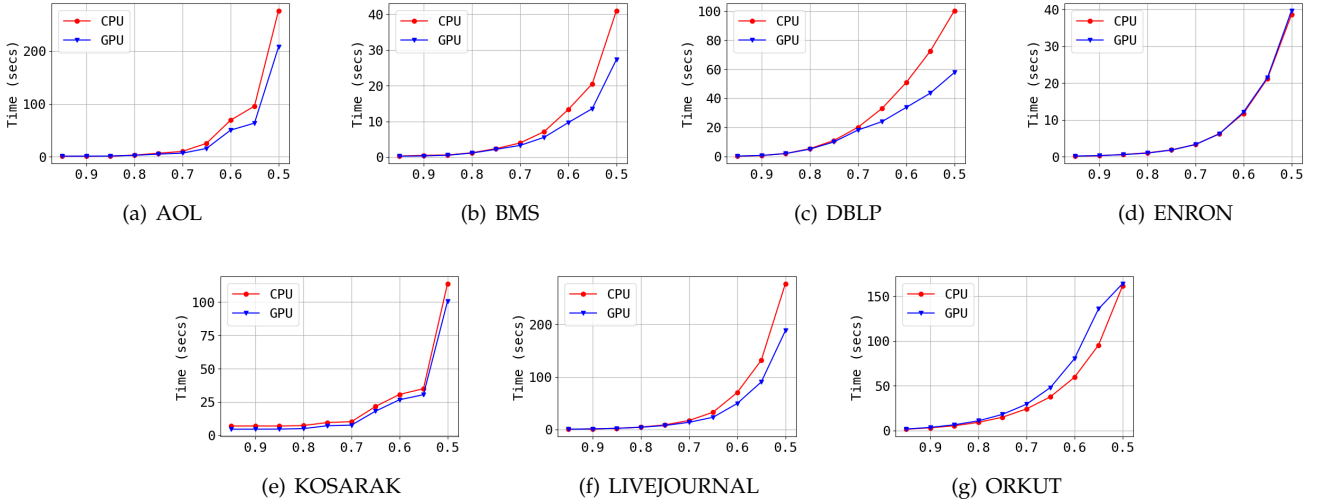 CPU
GPU
Time (secs)
200
100
0
0.9 0.8 0.7 0.6 0.5
(a) AOL
CPU
GPU
Time (secs)
40
30
20
10
0
0.9 0.8 0.7 0.6 0.5
(b) BMS
CPU
GPU
Time (secs)
100
80
60
40
20
0
0.9 0.8 0.7 0.6 0.5
(c) DBLP
CPU
GPU
Time (secs)
40
30
20
10
0
0.9 0.8 0.7 0.6 0.5
(d) ENRON
CPU
GPU
Time (secs)
100
75
50
25
0
0.9 0.8 0.7 0.6 0.5
(e) KOSARAK
CPU
GPU
Time (secs)
200
100
0
0.9 0.8 0.7 0.6 0.5
(f) LIVEJOURNAL
CPU
GPU
Time (secs)
150
100
50
0
0.9 0.8 0.7 0.6 0.5
(g) ORKUT